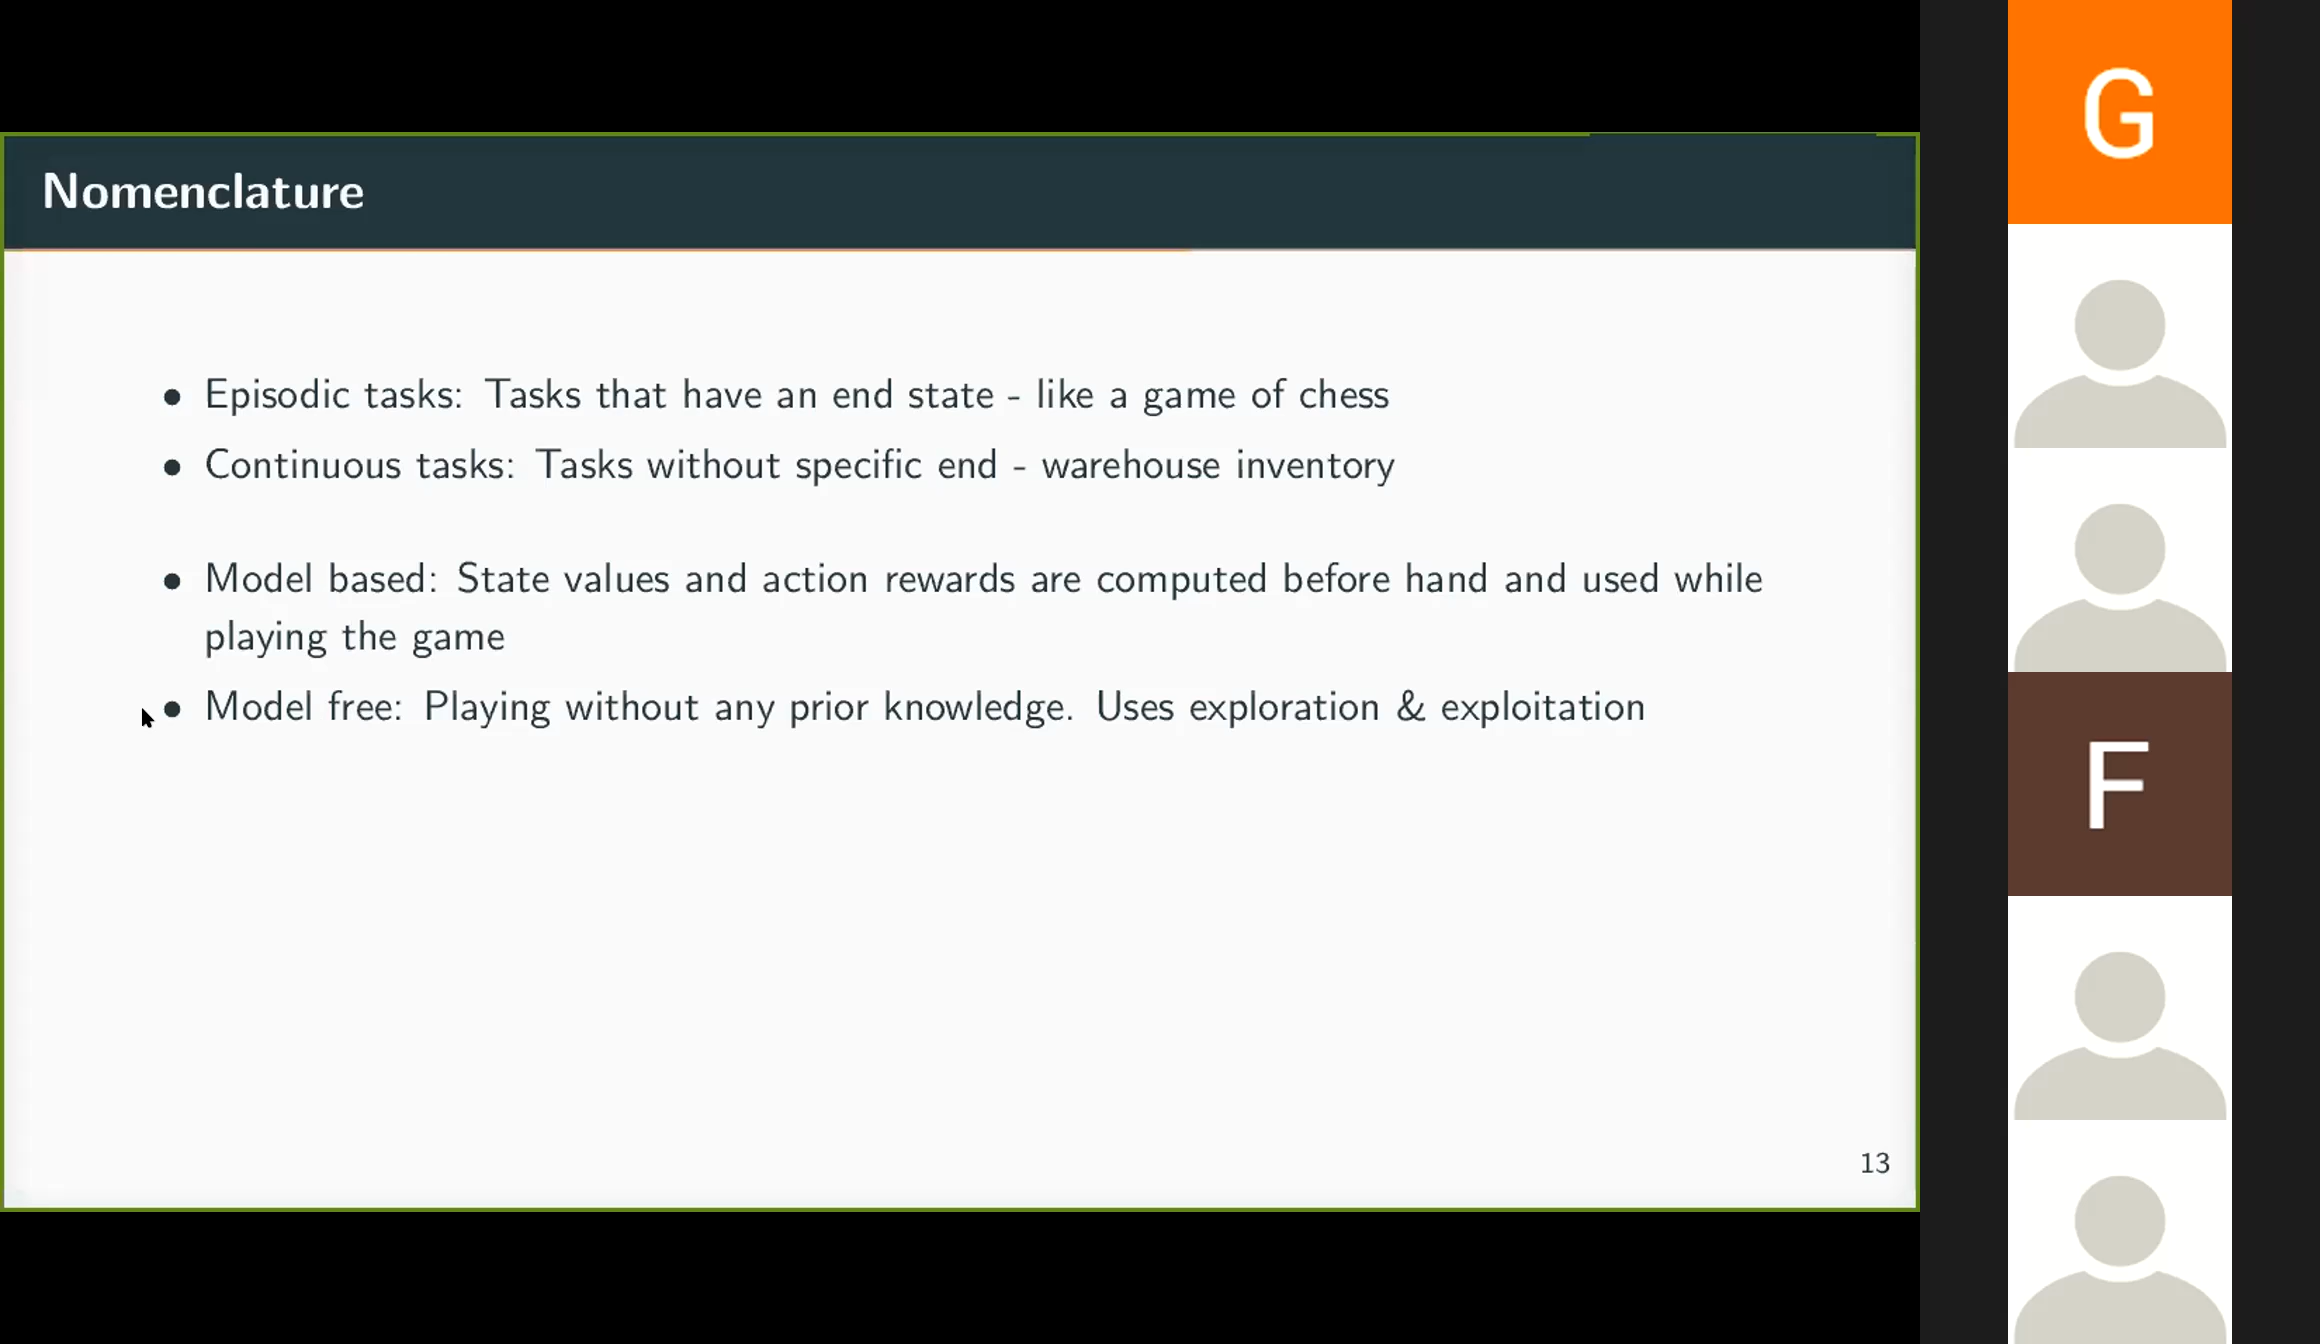 Nomenclature
• Episodic tasks: Tasks that have an end state - like a game of chess
• Continuous tasks: Tasks without specific end - warehouse inventory
• Model based: State values and action rewards are computed before hand and used while
playing the game
• Model free: Playing without any prior knowledge. Uses exploration & exploitation
13
G
F